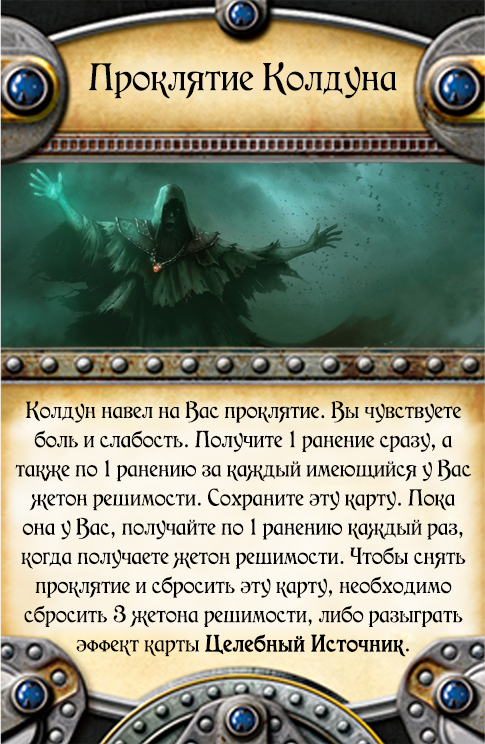 Проклятие Колдуна
Колдун навел на Вас проклятие. Вы чувствуете
боль и слабость. Получите 1 ранение сразу, а
также по 1 ранению за каждый имеющийся у Вас
жетон решимости. Сохраните эту карту. Пока
она у Вас, получайте по 1 ранению каждый раз,
когда получаете жетон решимости. Чтобы снять
проклятие и сбросить эту карту, необходимо
сбросить 3 жетона решимости, либо разыграть
эффект карты Целебный Источник.